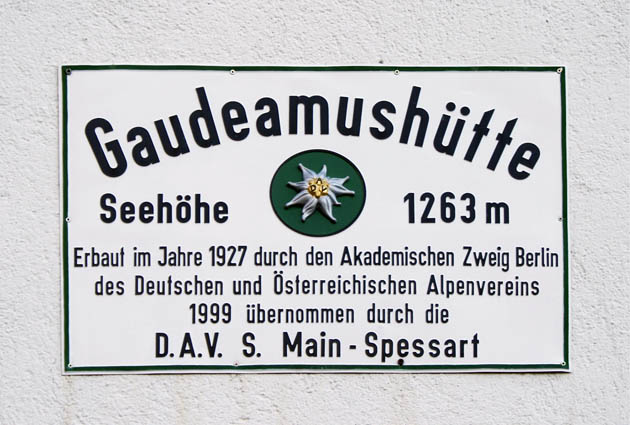 Gaudeamushütte
Seehöhe 1263 m
Erbaut im Jahre 1927 durch den Akademischen Zweig Berlin
des Deutschen und Österreichischen Alpenvereins
1999 übernommen durch die
D.A.V. S. Main - Spessart